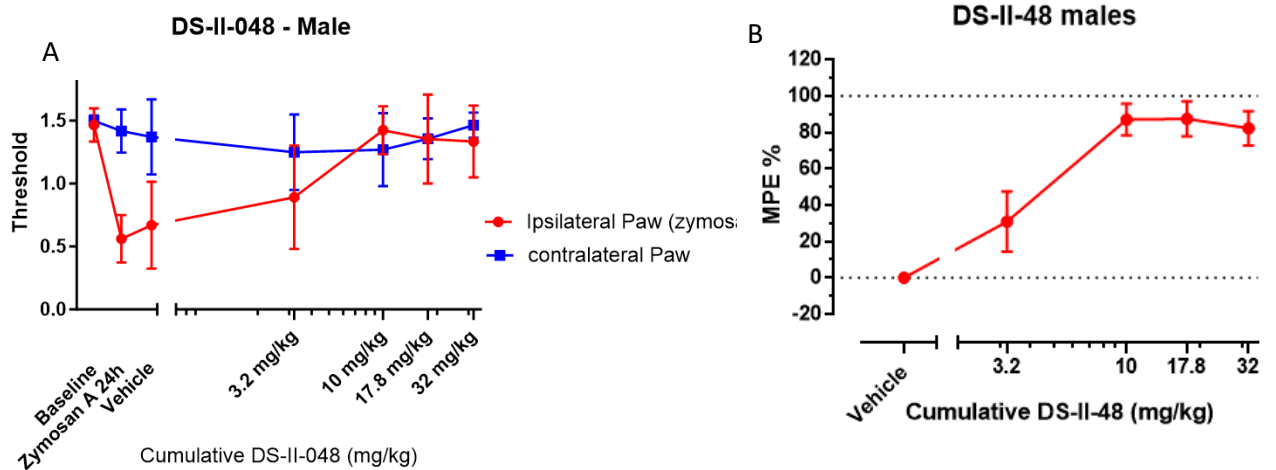 A
DS-II-048 - Male
Threshold
1.5
1.0
0.5
0.0
Baseline
Zymosan A 24h
Vehicle
3.2 mg/kg
10 mg/kg
17.8 mg/kg
32 mg/kg
Cumulative DS-II-048 (mg/kg)
Ipsilateral Paw (zymosa
contralateral Paw
B
DS-II-48 males
MPE %
120
100
80
60
40
20
0
-20
Vehicle
3.2
10
17.8
32
Cumulative DS-II-48 (mg/kg)